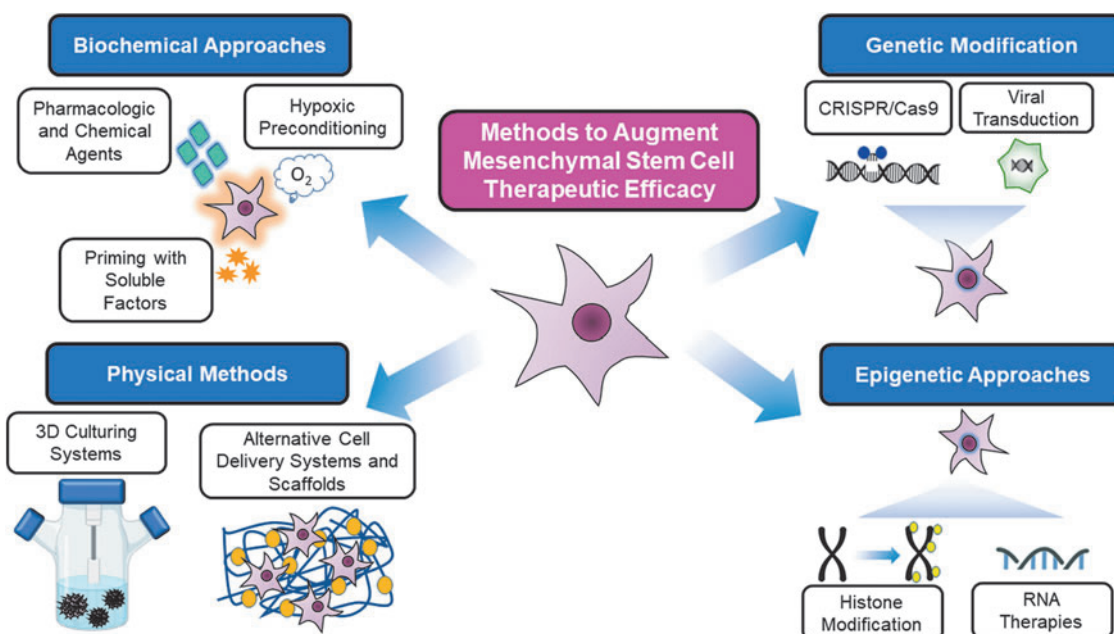 Biochemical Approaches
Pharmacologic
and Chemical
Agents
Hypoxic
Preconditioning
O₂
Priming with
Soluble
Factors
Methods to Augment
Mesenchymal Stem Cell
Therapeutic Efficacy
Genetic Modification
CRISPR/Cas9
Viral
Transduction
Physical Methods
3D Culturing
Systems
Alternative Cell
Delivery Systems and
Scaffolds
Epigenetic Approaches
Histone
Modification
RNA
Therapies